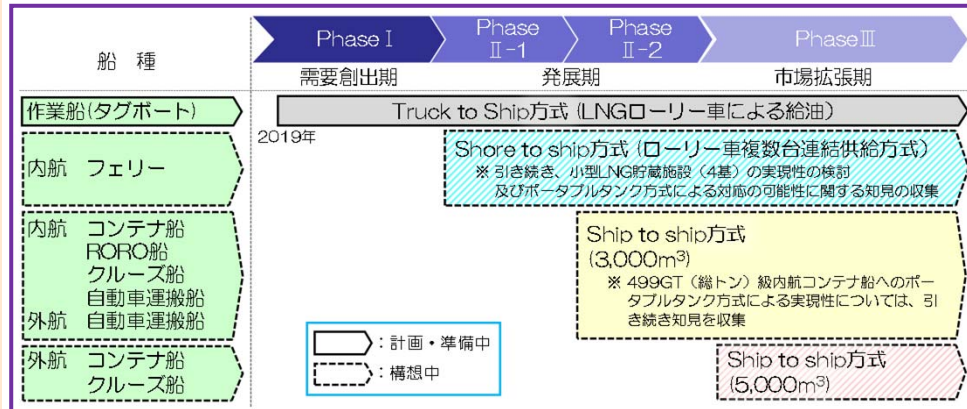 船 種
Phase Ⅰ
Phase
Ⅱ-1
Phase
Ⅱ-2
Phase Ⅲ
需要創出期
発展期
市場拡張期
作業船(タグボート)
Truck to Ship方式 (LNGローリー車による給油)
2019年
内航 フェリー
Shore to ship方式 (ローリー車複数台連結供給方式)
※ 引き続き、小型LNG貯蔵施設(4基)の実現性の検討
及びポータブルタンク方式による対応の可能性に関する知見の収集
内航 コンテナ船
RORO船
クルーズ船
自動車運搬船
外航 自動車運搬船
Ship to ship方式
(3,000m³)
※ 499GT(総トン)級内航コンテナ船へのポー
タブルタンク方式による実現性については、引
き続き知見を収集
外航 コンテナ船
クルーズ船
Ship to ship方式
(5,000m³)
:計画・準備中
:構想中